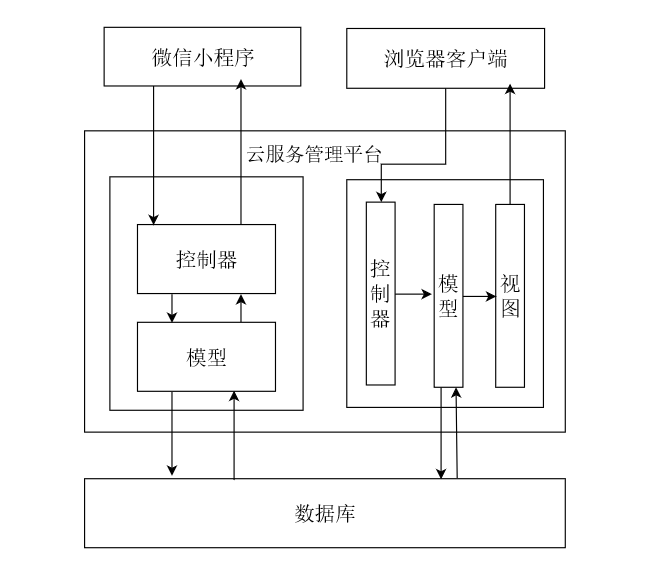 微信小程序
浏览器客户端
云服务管理平台
控制器
模型
控
制
器
模
型
视
图
数据库